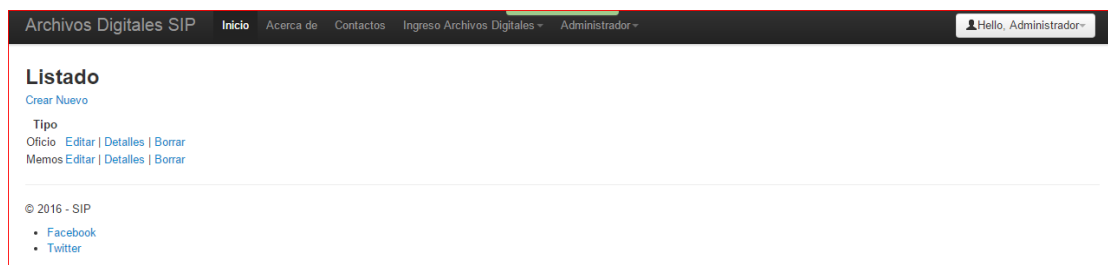 Archivos Digitales SIP Inicio Acerca de Contactos Ingreso Archivos Digitales Administrador Hello, Administrador
Listado
Crear Nuevo
Tipo
Oficio Editar | Detalles | Borrar
Memos Editar | Detalles | Borrar
© 2016 - SIP
Facebook
Twitter